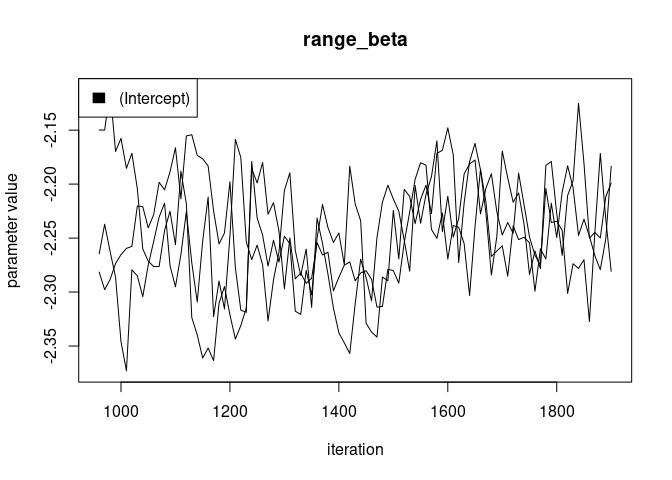 range_beta
(Intercept)
parameter value
-2.15
-2.20
-2.25
-2.30
-2.35
1000 1200 1400 1600 1800
iteration